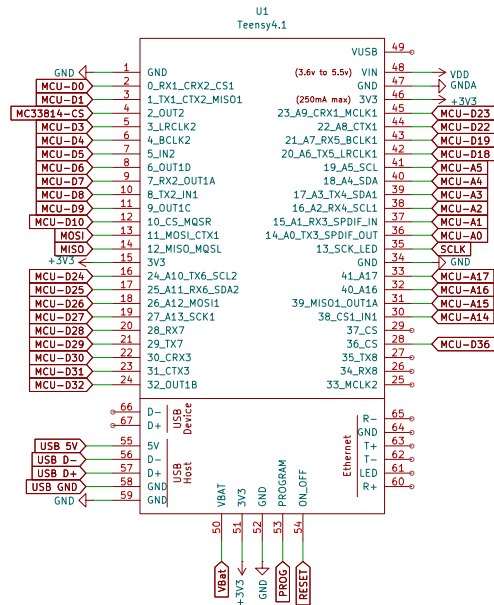 U1
Teensy4.1
VUSB 49
GND 1 GND (3.6v to 5.5v) VIN 48 VDD
MCU-D0 2 0_RX1_CRX2_CS1 GND 47 GNDA
MCU-D1 3 1_TX1_CTX2_MISO1 (250mA max) 3V3 46 +3V3
MC33814-CS 4 2_OUT2 23_A9_CRX1_MCLK1 45 MCU-D23
MCU-D3 5 3_LRCLK2 22_A8_CTX1 44 MCU-D22
MCU-D4 6 4_BCLK2 21_A7_RX5_BCLK1 43 MCU-D19
MCU-D5 7 5_IN2 20_A6_TX5_LRCLK1 42 MCU-D18
MCU-D6 8 6_OUT1D 19_A5_SCL 41 MCU-A5
MCU-D7 9 7_RX2_OUT1A 18_A4_SDA 40 MCU-A4
MCU-D8 10 8_TX2_IN1 17_A3_TX4_SDA1 39 MCU-A3
MCU-D9 11 9_OUT1C 16_A2_RX4_SCL1 38 MCU-A2
MCU-D10 12 10_CS_MQSR 15_A1_RX3_SPDIF_IN 37 MCU-A1
MOSI 13 11_MOSI_CTX1 14_A0_TX3_SPDIF_OUT 36 MCU-A0
MISO 14 12_MISO_MQSL 13_SCK_LED 35 SCLK
+3V3 15 3V3 GND 34 GND
MCU-D24 16 24_A10_TX6_SCL2 41_A17 33 MCU-A17
MCU-D25 17 25_A11_RX6_SDA2 40_A16 32 MCU-A16
MCU-D26 18 26_A12_MOSI1 39_MISO1_OUT1A 31 MCU-A15
MCU-D27 19 27_A13_SCK1 38_CS1_IN1 30 MCU-A14
MCU-D28 20 28_RX7 37_CS 29
MCU-D29 21 29_TX7 36_CS 28 MCU-D36
MCU-D30 22 30_CRX3 35_TX8 27
MCU-D31 23 31_CTX3 34_RX8 26
MCU-D32 24 32_OUT1B 33_MCLK2 25
66 D- USB Device
67 D+
R- 65
GND 64
USB 5V 55 5V USB Host T+ 63
USB D- 56 D- Ethernet T- 62
USB D+ 57 D+ LED 61
USB GND 58 GND R+ 60
GND 59 GND
VBAT 3V3 GND PROGRAM ON_OFF
50 51 52 53 54
VBat +3V3 GND PROG RESET